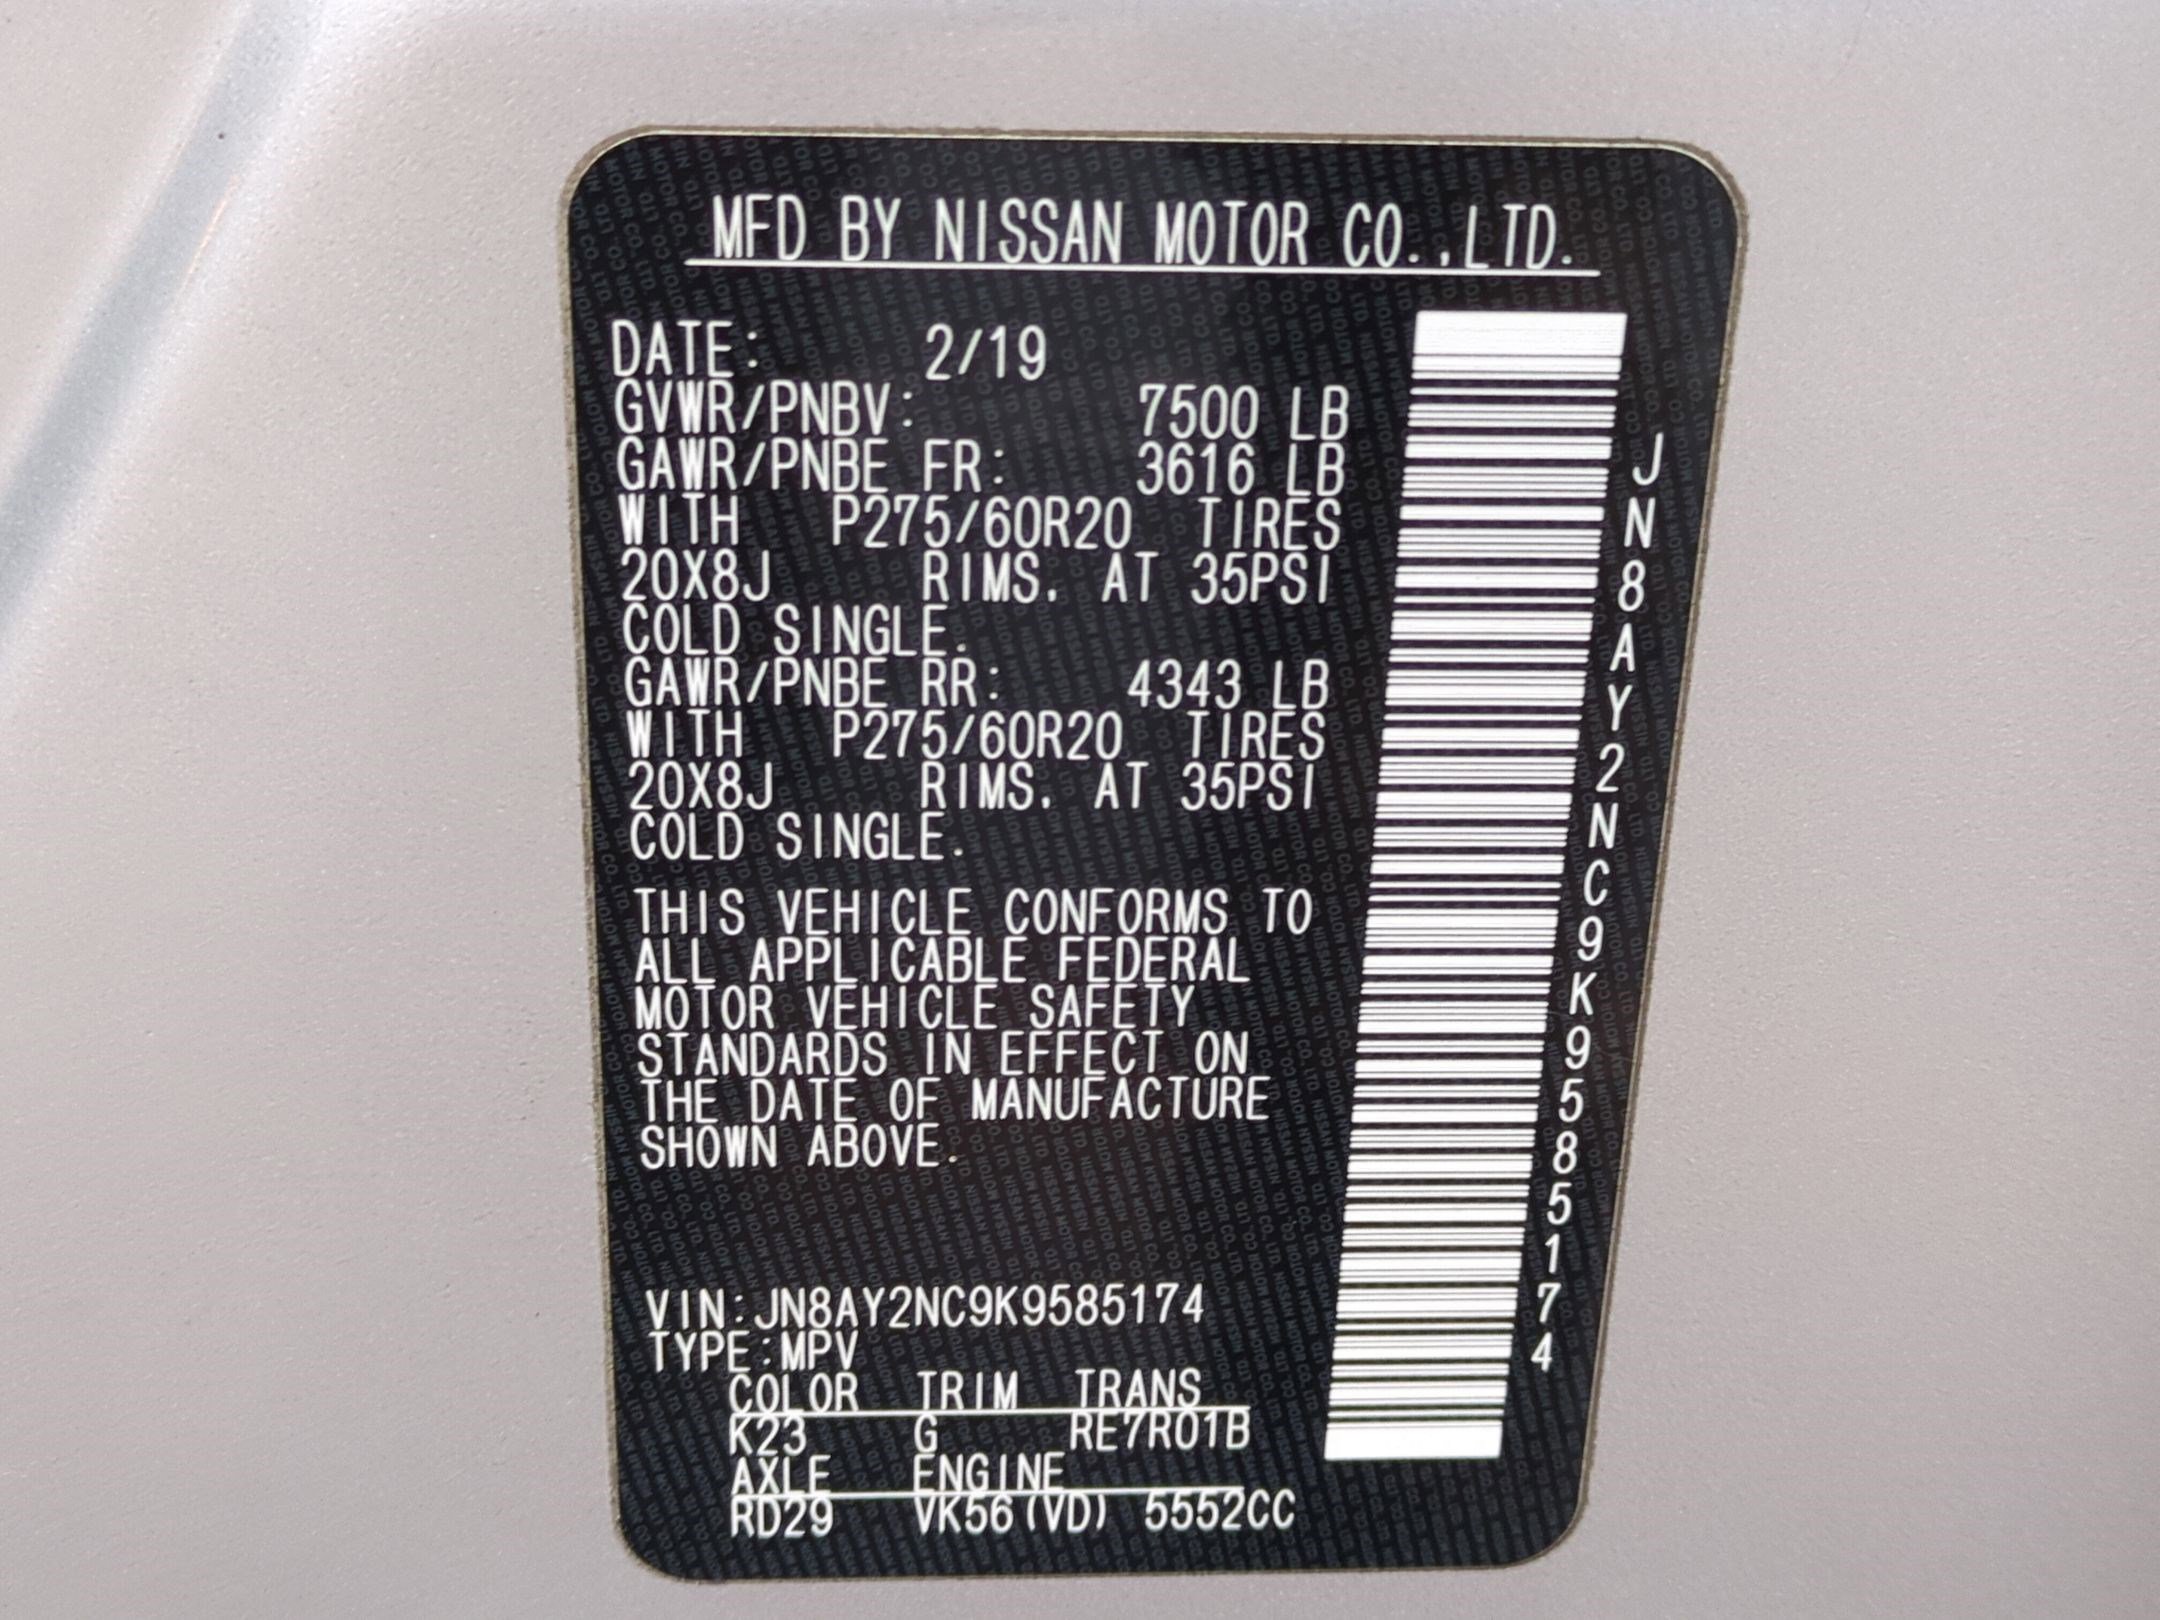 MFD BY NISSAN MOTOR CO.,LTD.
DATE: 2/19
GVWR/PNBV: 7500 LB
GAWR/PNBE FR: 3616 LB
WITH P275/60R20 TIRES
20X8J RIMS. AT 35PSI
COLD SINGLE.
GAWR/PNBE RR: 4343 LB
WITH P275/60R20 TIRES
20X8J RIMS. AT 35PSI
COLD SINGLE.
THIS VEHICLE CONFORMS TO
ALL APPLICABLE FEDERAL
MOTOR VEHICLE SAFETY
STANDARDS IN EFFECT ON
THE DATE OF MANUFACTURE
SHOWN ABOVE.
VIN:JN8AY2NC9K9585174
TYPE:MPV
COLOR TRIM TRANS
K23 G RE7R01B
AXLE ENGINE
RD29 VK56(VD) 5552CC
JN8AY2NC9K9585174